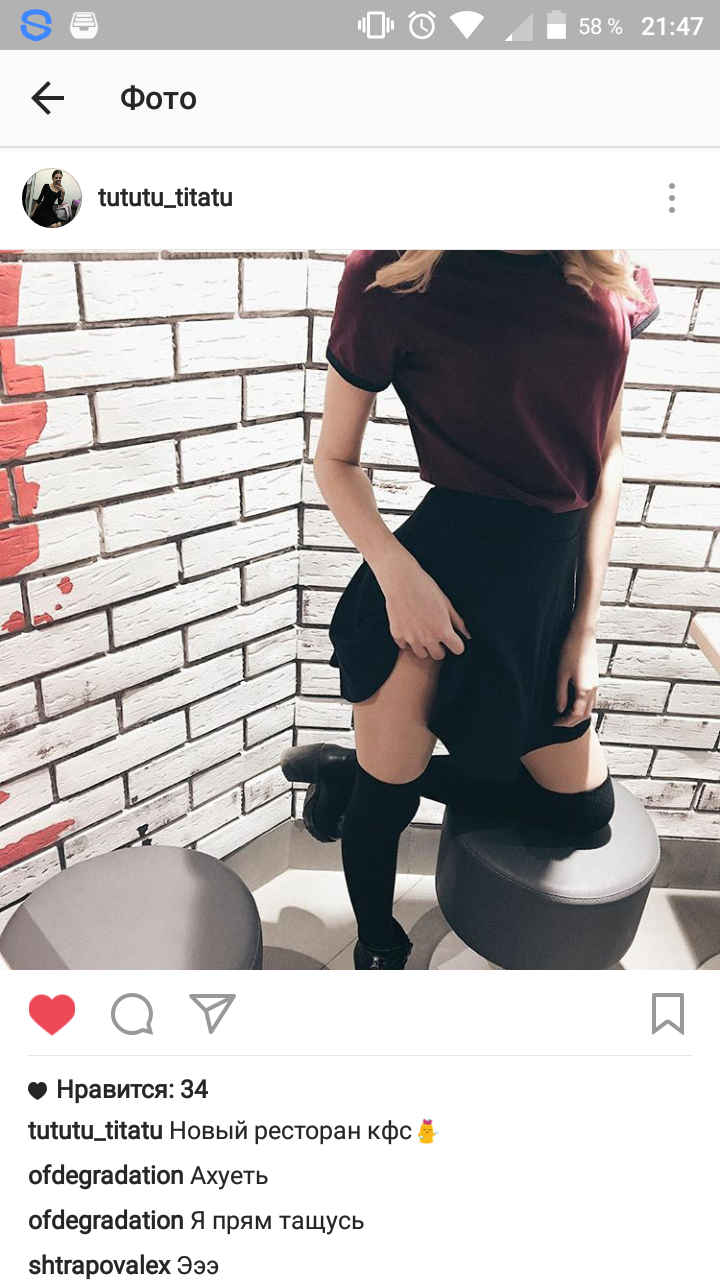 58 % 21:47
Фото
tututu_titatu
Нравится: 34
tututu_titatu Новый ресторан кфс
ofdegradation Ахуеть
ofdegradation Я прям тащусь
shtrapovalex Эээ